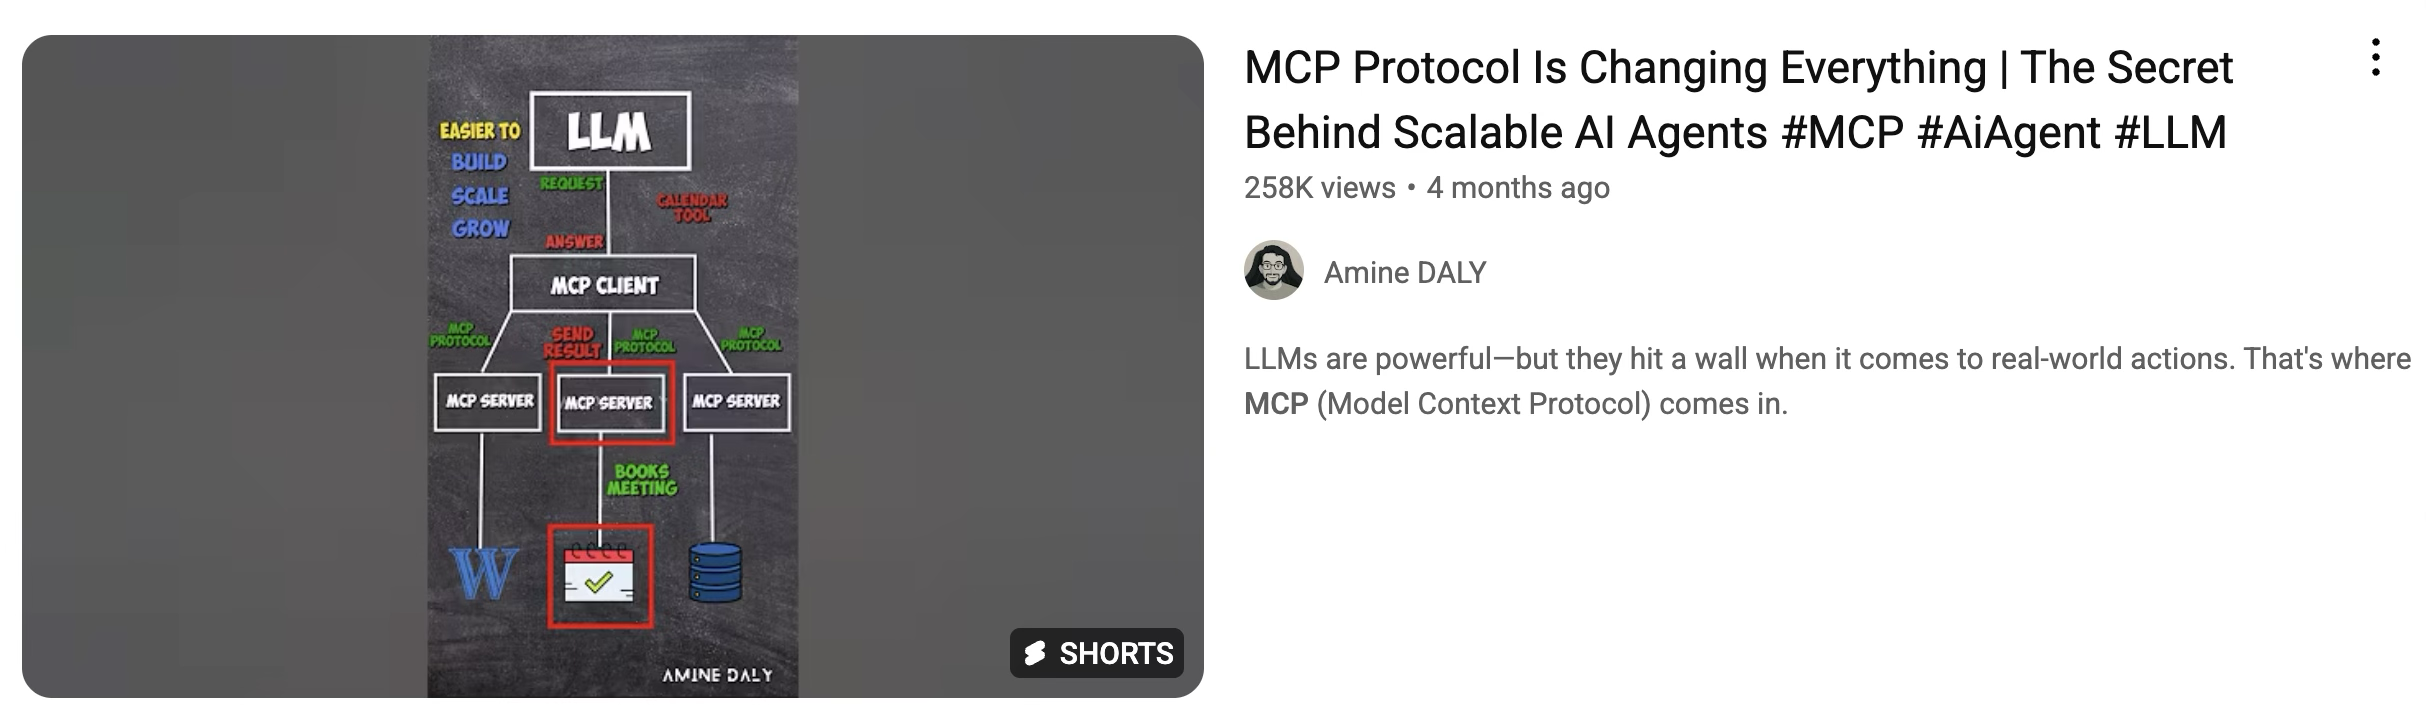 LLM
EASIER TO
BUILD
SCALE
GROW
REQUEST
CALENDAR
TOOL
ANSWER
MCP CLIENT
MCP
PROTOCOL
SEND
RESULT
MCP
PROTOCOL
MCP
PROTOCOL
MCP SERVER
MCP SERVER
MCP SERVER
BOOKS
MEETING
W
AMINE DALY
SHORTS
MCP Protocol Is Changing Everything | The Secret
Behind Scalable AI Agents #MCP #AiAgent #LLM
258K views • 4 months ago
Amine DALY
LLMs are powerful—but they hit a wall when it comes to real-world actions. That's where
MCP (Model Context Protocol) comes in.